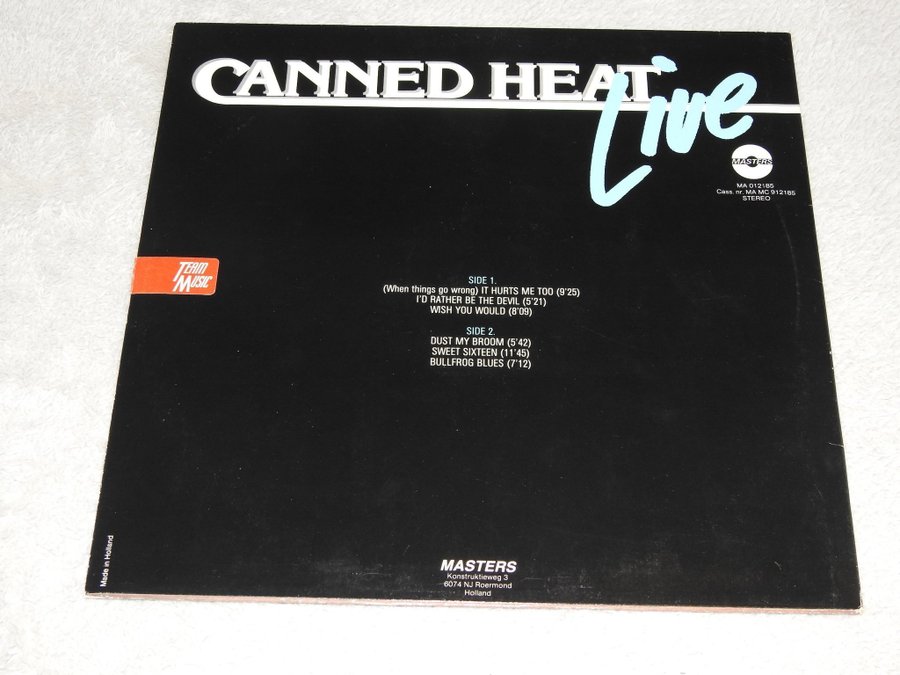 CANNED HEAT
Live
MASTERS
MA 012185
Cass. nr. MA MC 912185
STEREO
TEAM
MUSIC
SIDE 1.
(When things go wrong) IT HURTS ME TOO (9'25)
I'D RATHER BE THE DEVIL (5'21)
WISH YOU WOULD (8'09)
SIDE 2.
DUST MY BROOM (5'42)
SWEET SIXTEEN (11'45)
BULLFROG BLUES (7'12)
Made in Holland
MASTERS
Konstruktieweg 3
6074 NJ Roermond
Holland